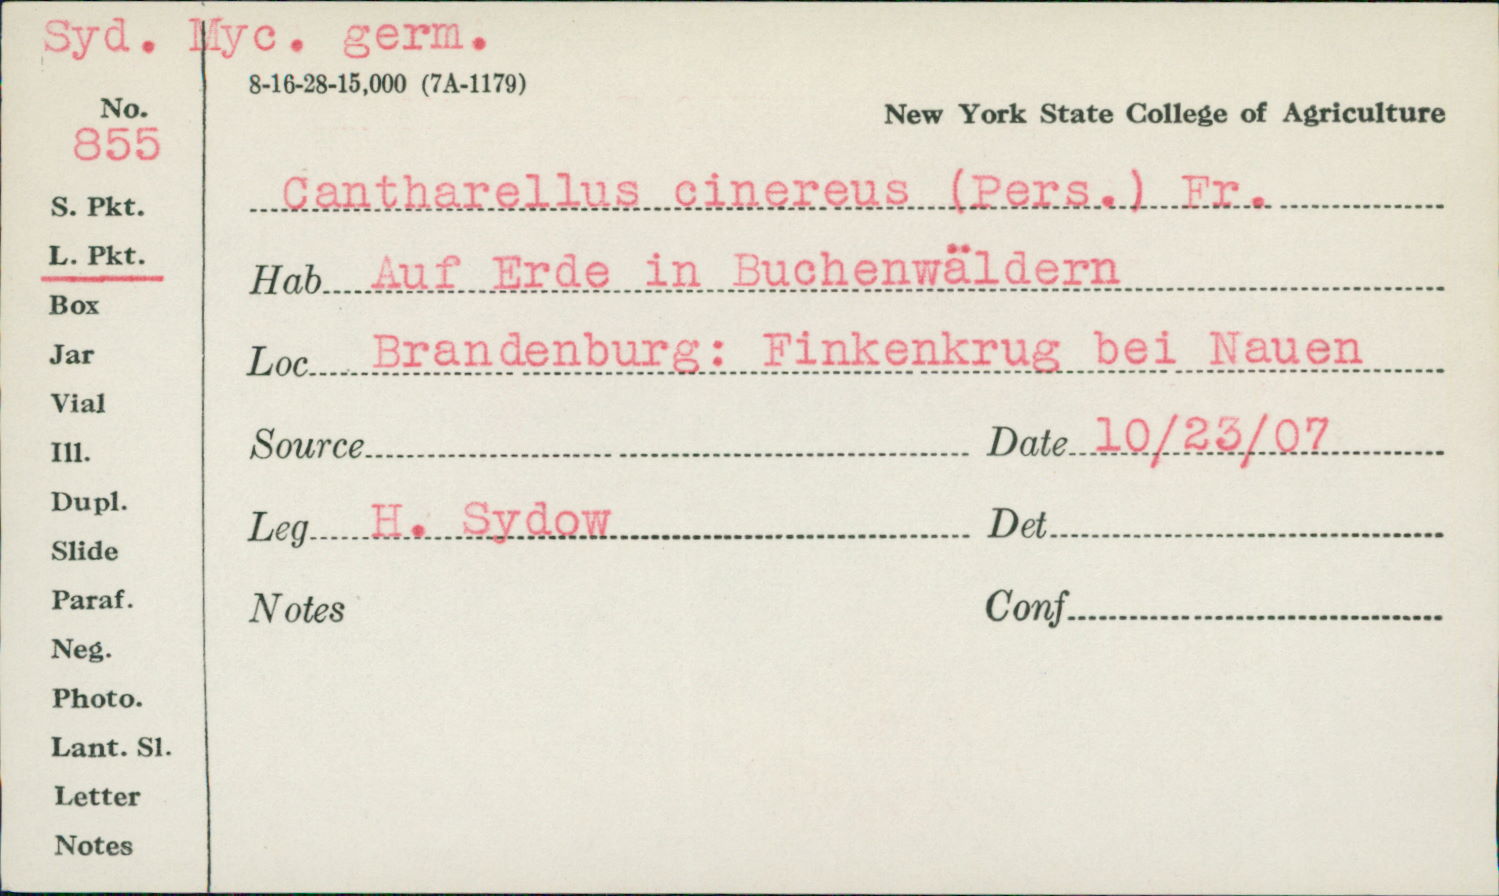 Syd. Myc. germ.
8-16-28-15,000 (7A-1179)
No.
855
New York State College of Agriculture
Cantharellus cinereus (Pers.) Fr.
S. Pkt.
L. Pkt.
Hab. Auf Erde in Buchenwäldern
Box
Jar
Loc. Brandenburg: Finkenkrug bei Nauen
Vial
Ill.
Source Date 10/23/07
Dupl.
Leg. H. Sydow Det.
Slide
Paraf.
Notes Conf.
Neg.
Photo.
Lant. Sl.
Letter
Notes